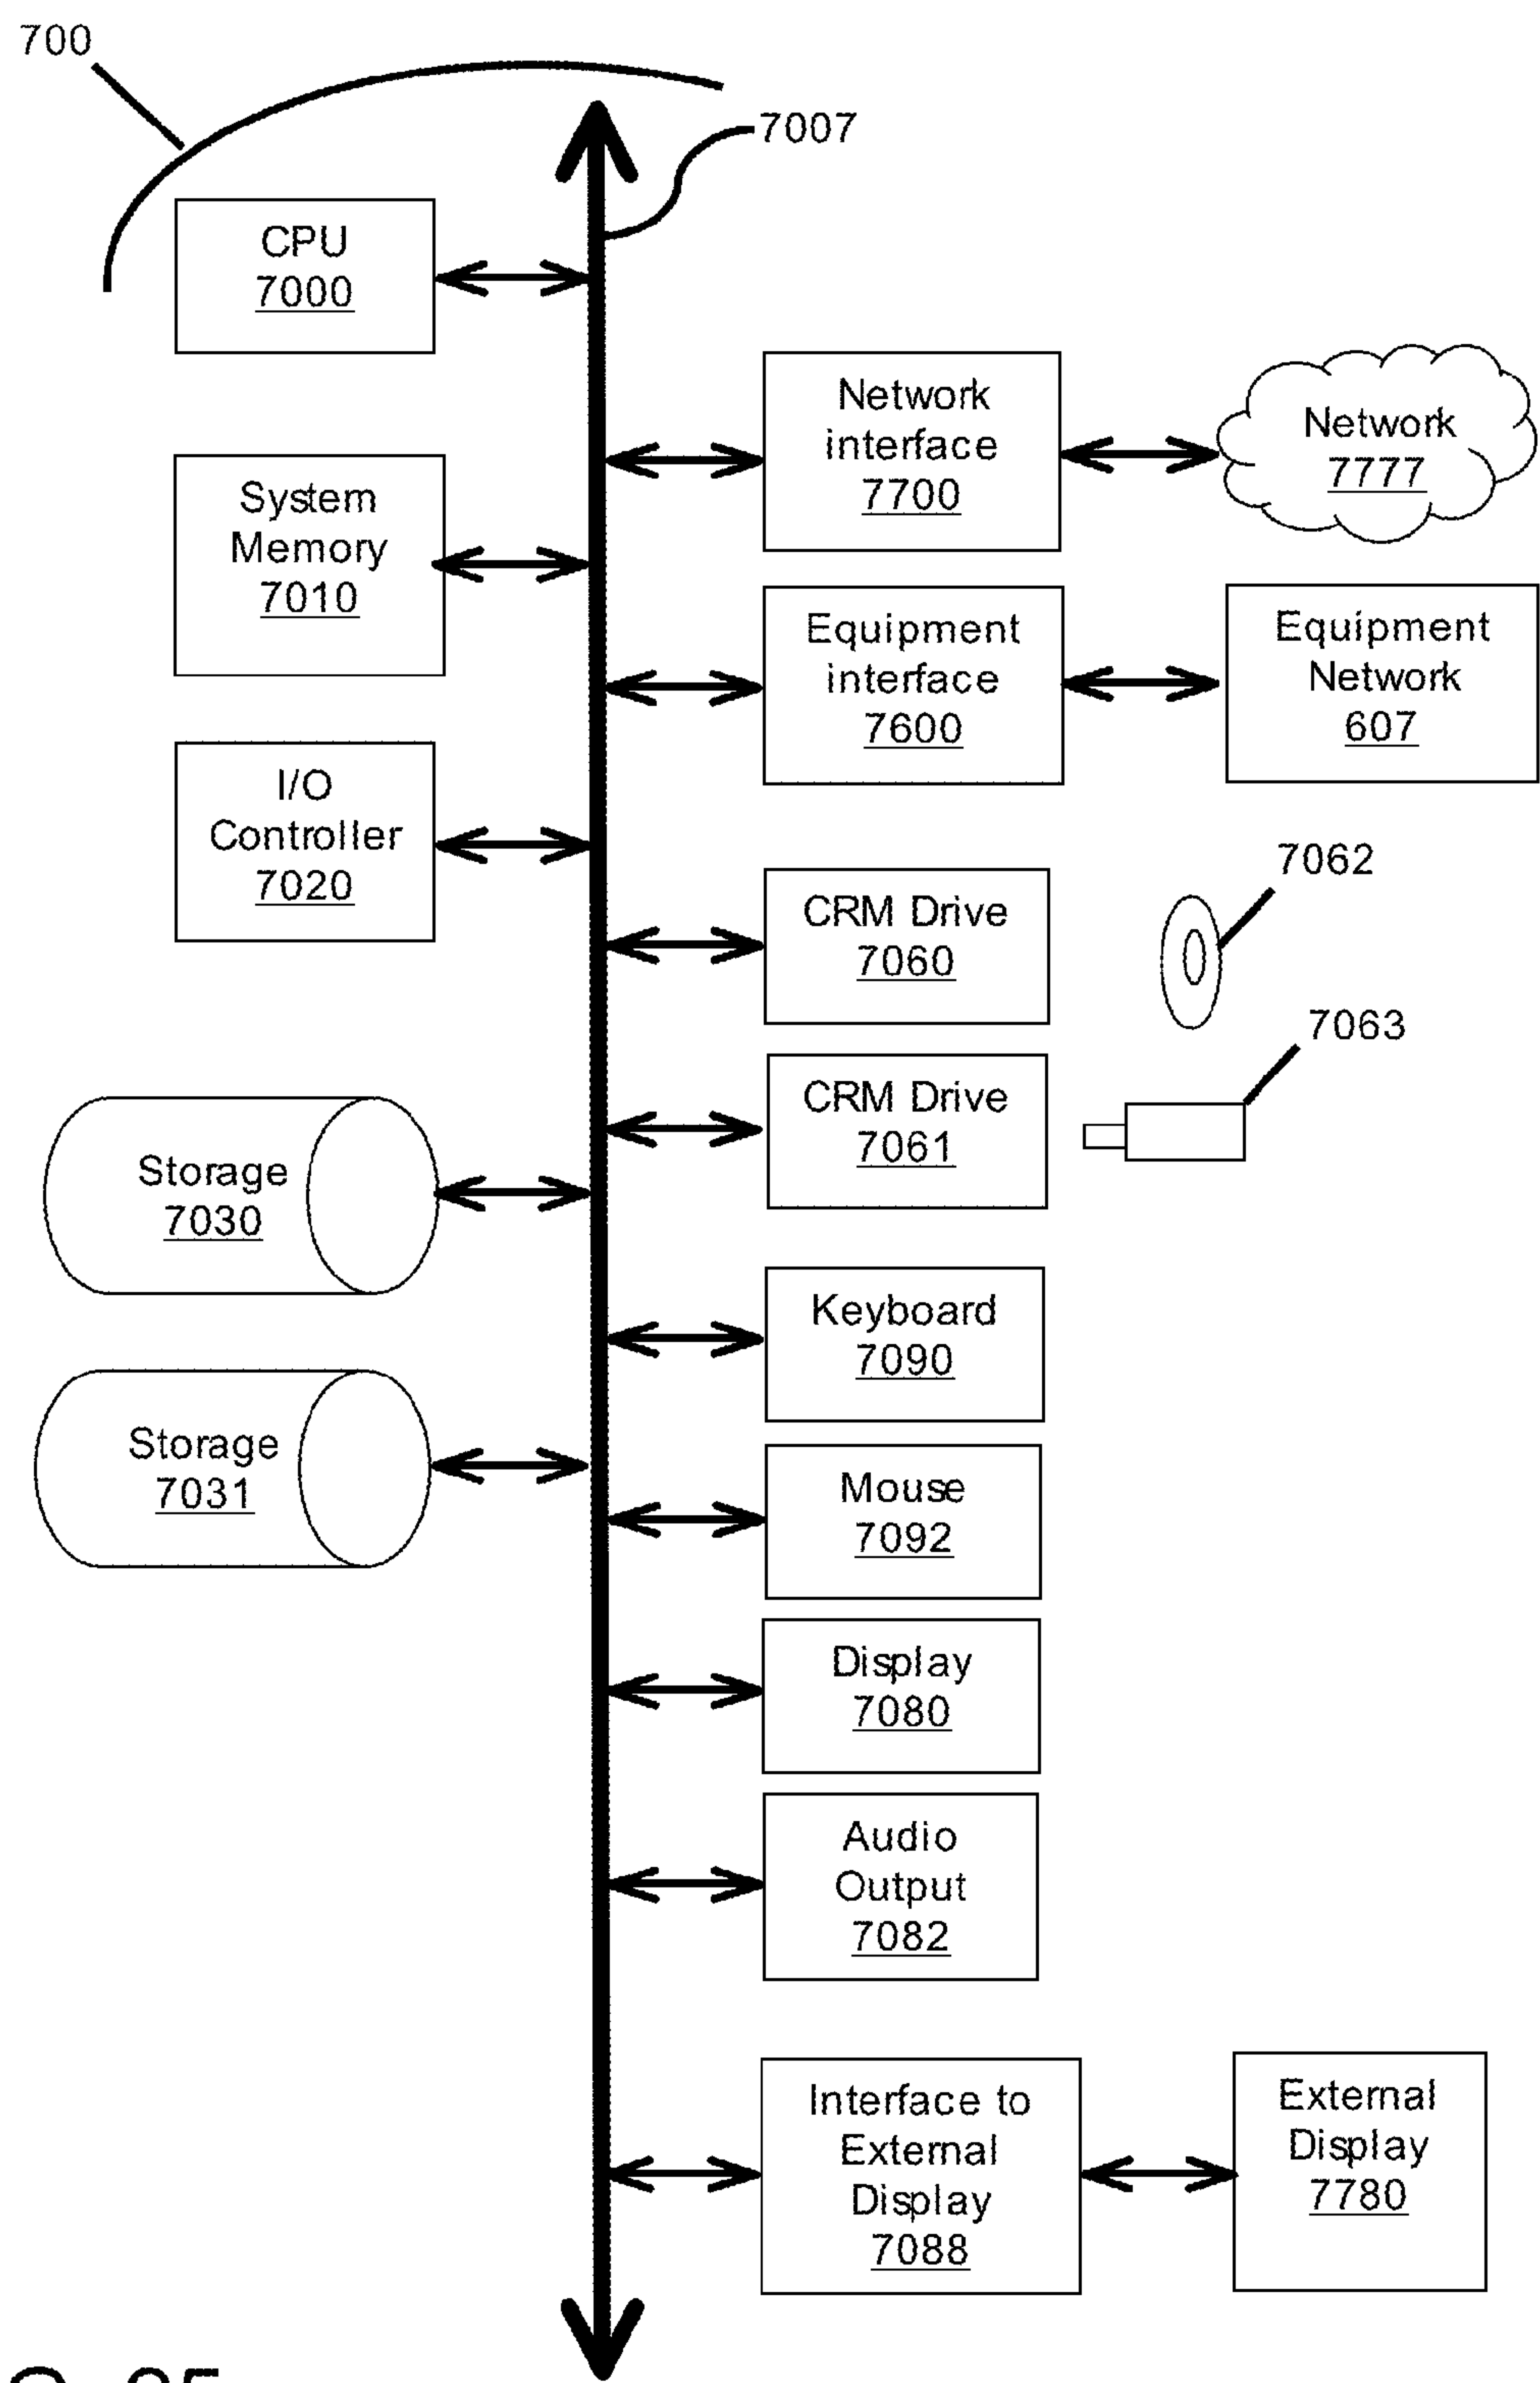 700
7007
CPU
7000
Network
interface
7700
Network
7777
System
Memory
7010
Equipment
interface
7600
Equipment
Network
607
I/O
Controller
7020
CRM Drive
7060
7062
CRM Drive
7061
7063
Storage
7030
Keyboard
7090
Storage
7031
Mouse
7092
Display
7080
Audio
Output
7082
Interface to
External
Display
7088
External
Display
7780